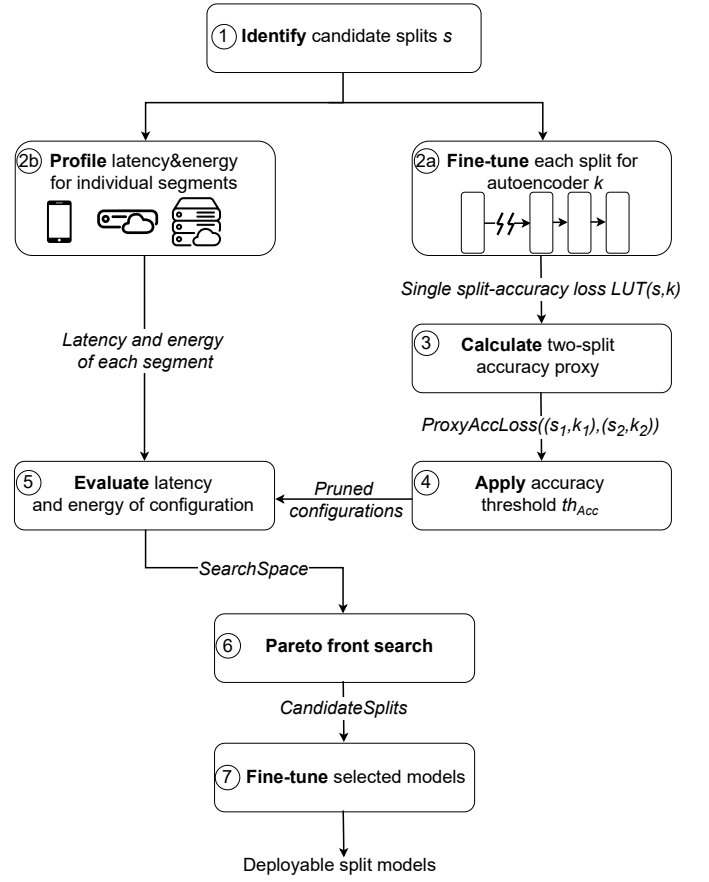 1 Identify candidate splits s
2b Profile latency&energy
for individual segments
2a Fine-tune each split for
autoencoder k
Single split-accuracy loss LUT(s,k)
Latency and energy
of each segment
3 Calculate two-split
accuracy proxy
ProxyAccLoss((s₁,k₁),(s₂,k₂))
5 Evaluate latency
and energy of configuration
Pruned
configurations
4 Apply accuracy
threshold th_Acc
SearchSpace
6 Pareto front search
CandidateSplits
7 Fine-tune selected models
Deployable split models